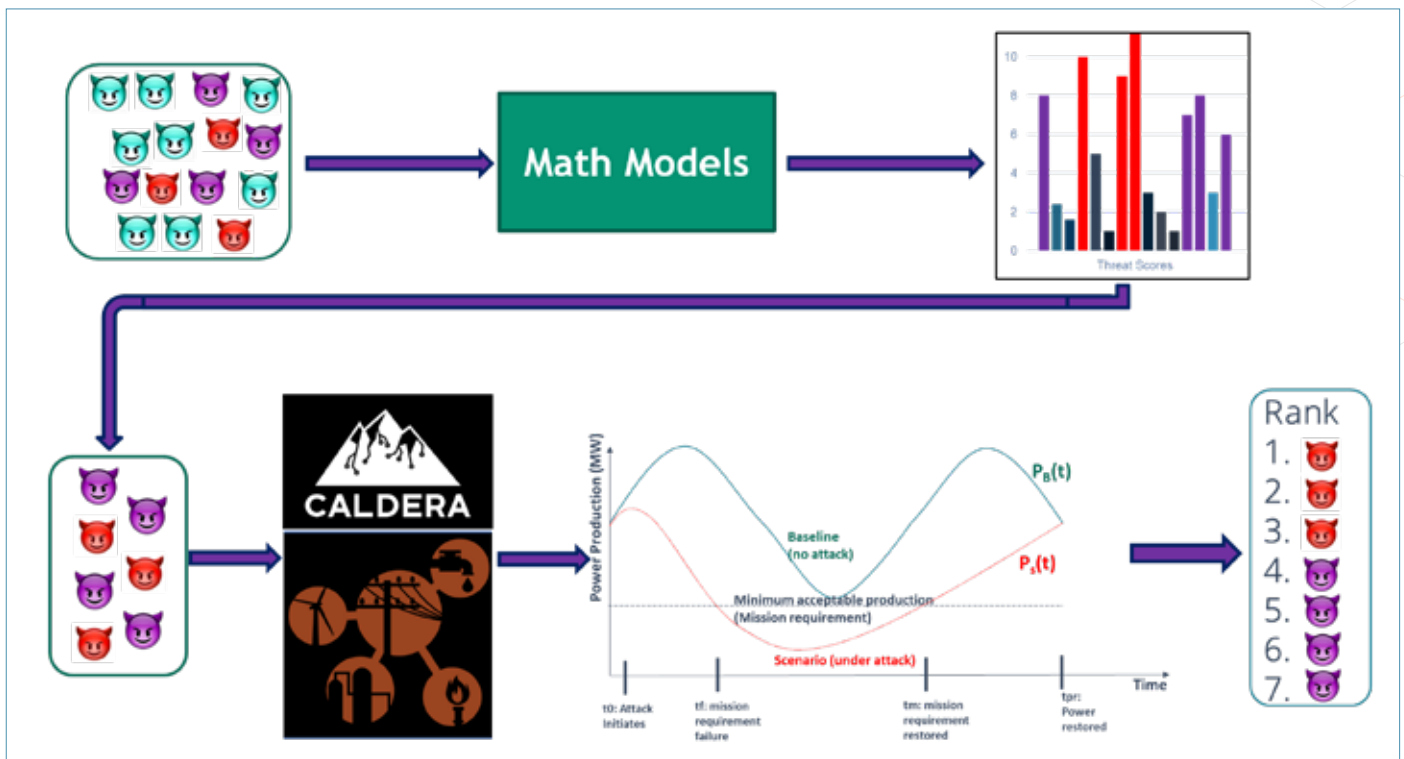 Math Models
10
8
6
4
2
0
Threat Scores
CALDERA
Power Production (MW)
Baseline
(no attack)
PB(t)
Ps(t)
Minimum acceptable production
(Mission requirement)
Scenario (under attack)
Time
t0: Attack
Initiates
tf: mission
requirement
failure
tm: mission
requirement
restored
tpr:
Power
restored
Rank
1.
2.
3.
4.
5.
6.
7.